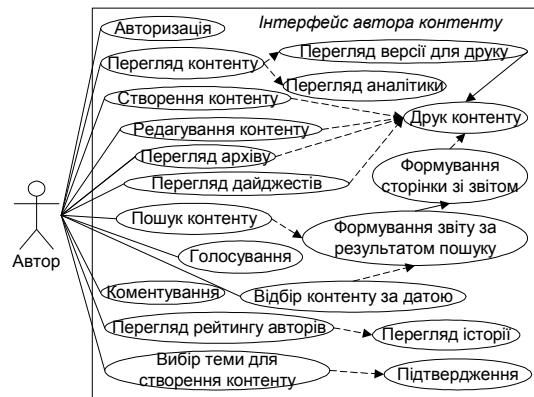 Інтерфейс автора контенту
Авторизація
Перегляд контенту
Перегляд версії для друку
Перегляд аналітики
Створення контенту
Друк контенту
Редагування контенту
Перегляд архіву
Перегляд дайджестів
Формування
сторінки зі звітом
Пошук контенту
Формування звіту за
результатом пошуку
Автор
Голосування
Коментування
Відбір контенту за датою
Перегляд рейтингу авторів
Перегляд історії
Вибір теми для
створення контенту
Підтвердження